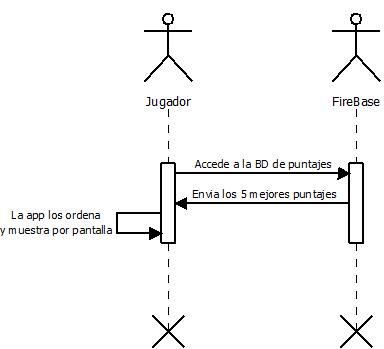 Jugador
FireBase
Accede a la BD de puntajes
Envia los 5 mejores puntajes
La app los ordena
y muestra por pantalla